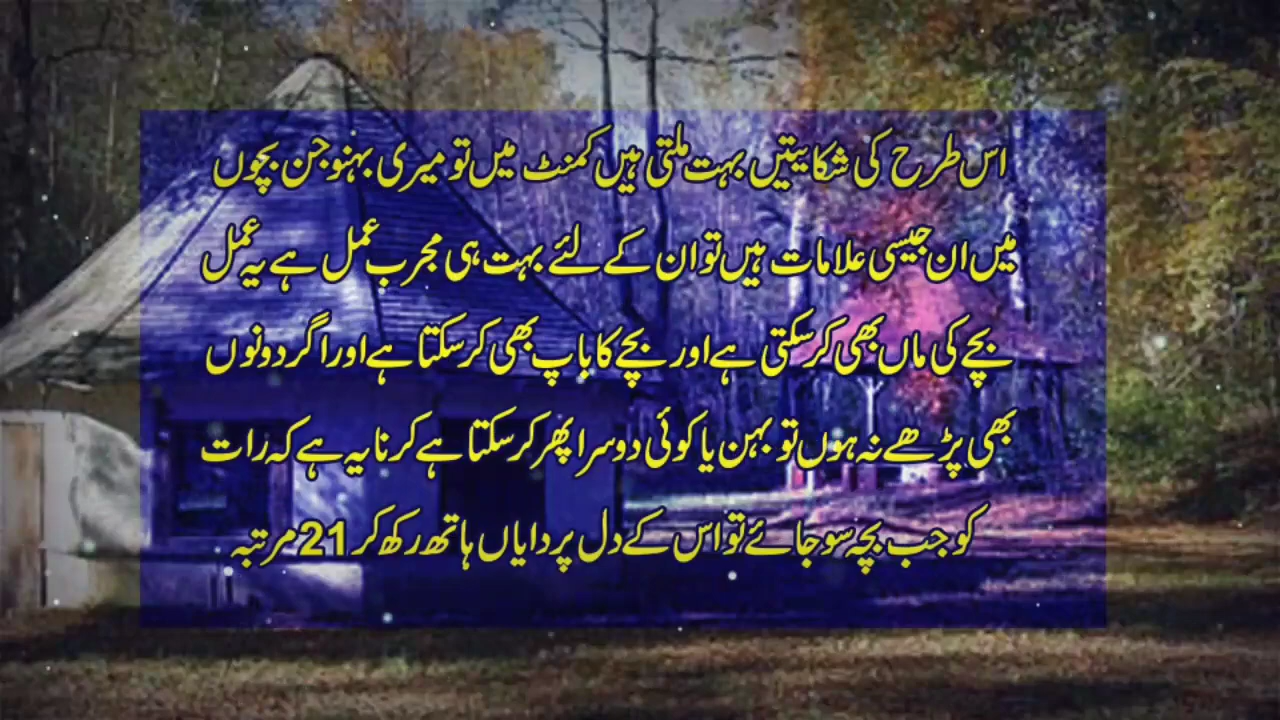 اس طرح کی شکایتیں بہت ملتی ہیں کمنٹ میں تو میری بہنو جن بچوں
میں ان جیسی علامات ہیں تو ان کے لئے بہت ہی مجرب عمل ہے یہ عمل
بچے کی ماں بھی کر سکتی ہے اور بچے کا باپ بھی کر سکتا ہے اور اگر دونوں
بھی پڑھے نہ ہوں تو بہن یا کوئی دوسرا پھر کر سکتا ہے کرنا یہ ہے کہ رات
کو جب بچہ سو جائے تو اس کے دل پر دایاں ہاتھ رکھ کر 21 مرتبہ